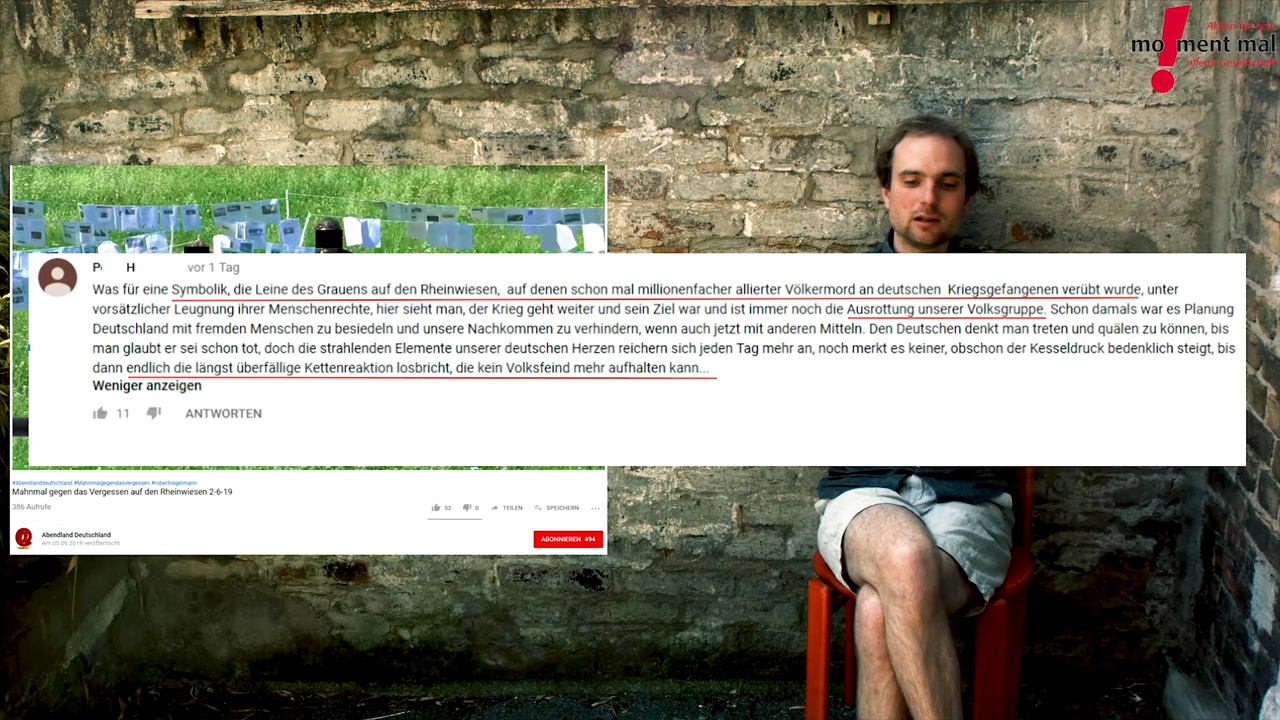 mo!ment mal
offene Gesellschaft
P H vor 1 Tag
Was für eine Symbolik, die Leine des Grauens auf den Rheinwiesen, auf denen schon mal millionenfacher allierter Völkermord an deutschen Kriegsgefangenen verübt wurde, unter
vorsätzlicher Leugnung ihrer Menschenrechte, hier sieht man, der Krieg geht weiter und sein Ziel war und ist immer noch die Ausrottung unserer Volksgruppe. Schon damals war es Planung
Deutschland mit fremden Menschen zu besiedeln und unsere Nachkommen zu verhindern, wenn auch jetzt mit anderen Mitteln. Den Deutschen denkt man treten und quälen zu können, bis
man glaubt er sei schon tot, doch die strahlenden Elemente unserer deutschen Herzen reichern sich jeden Tag mehr an, noch merkt es keiner, obschon der Kesseldruck bedenklich steigt, bis
dann endlich die längst überfällige Kettenreaktion losbricht, die kein Volksfeind mehr aufhalten kann...
Weniger anzeigen
11 ANTWORTEN
#Abendlanddeutschland #Mahnmalgegendasvergessen #robertvogelmann
Mahnmal gegen das Vergessen auf den Rheinwiesen 2-6-19
386 Aufrufe
52 0 TEILEN SPEICHERN ...
Abendland Deutschland
Am 05.06.2019 veröffentlicht
ABONNIEREN 494